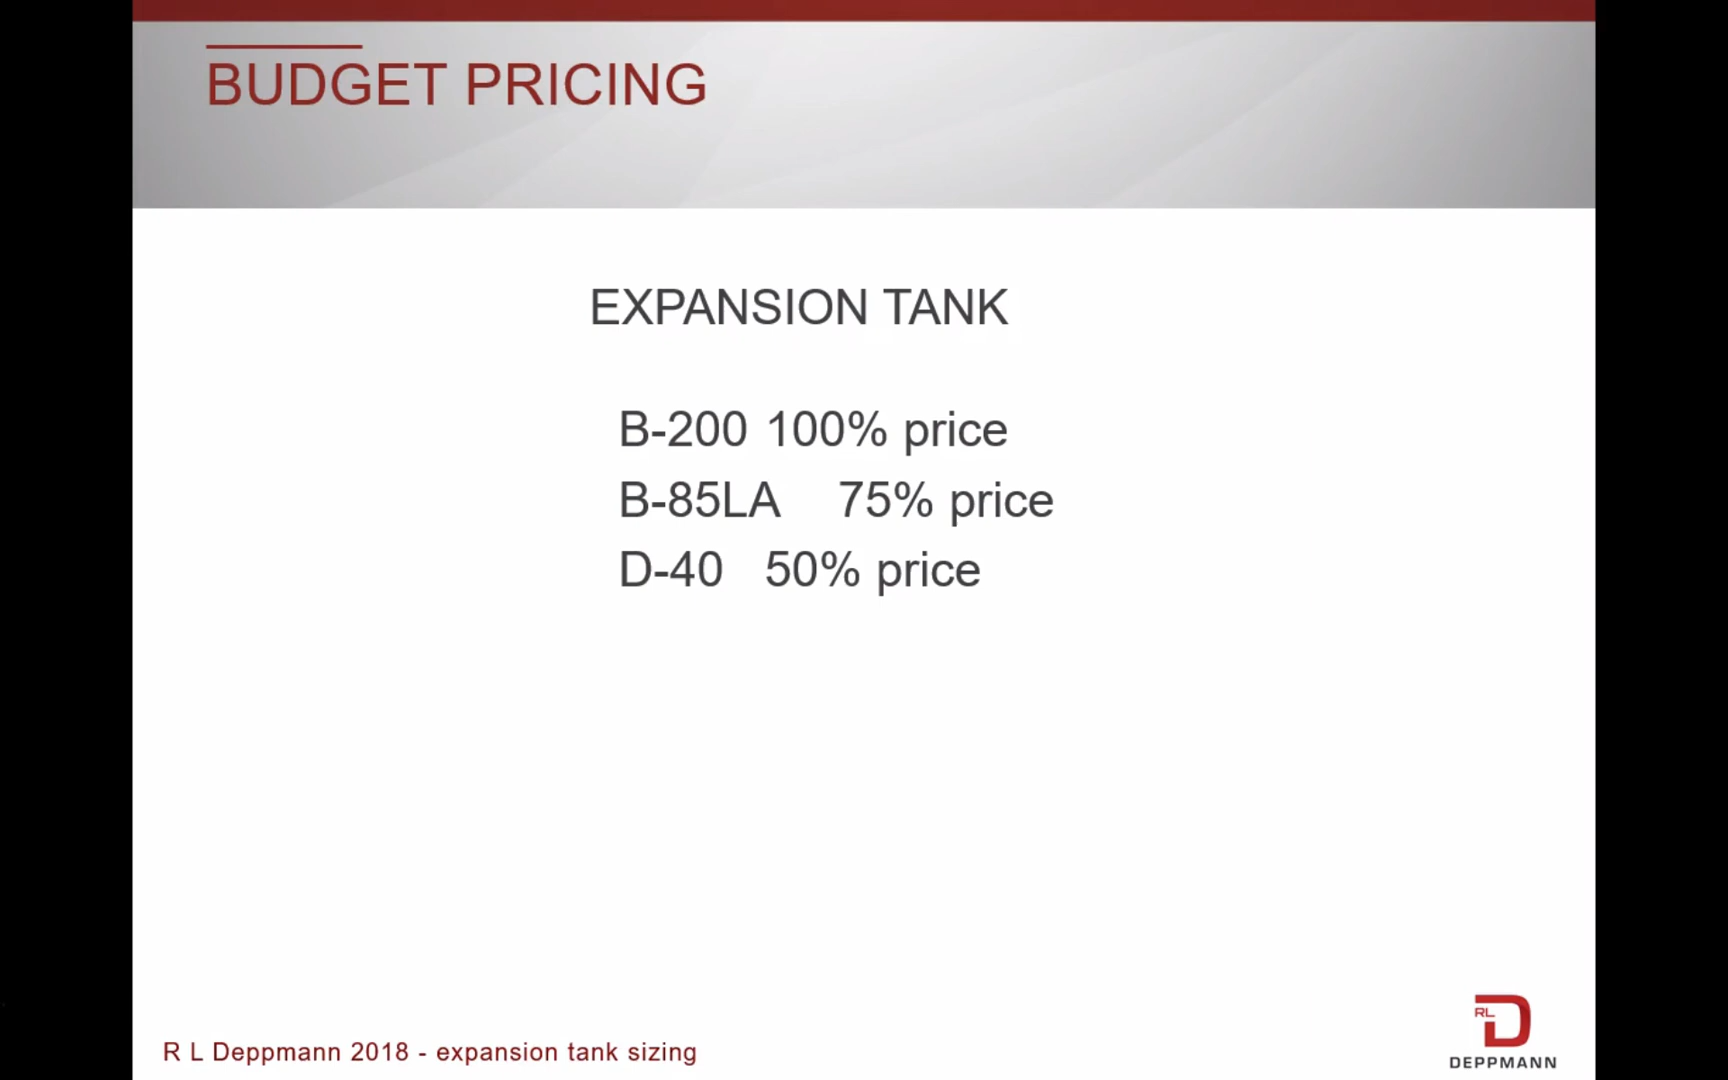 BUDGET PRICING
EXPANSION TANK
B-200 100% price
B-85LA 75% price
D-40 50% price
R L Deppmann 2018 - expansion tank sizing
RL
DEPPMANN